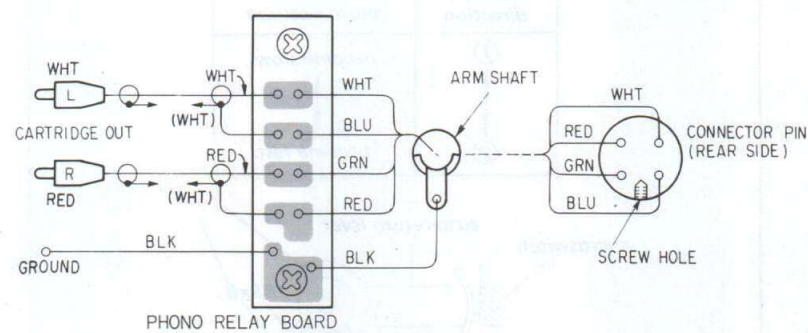 WHT
L
(WHT)
WHT
CARTRIDGE OUT
R
RED
(WHT)
RED
GROUND
BLK
WHT
BLU
GRN
RED
BLK
PHONO RELAY BOARD
ARM SHAFT
WHT
RED
GRN
BLU
CONNECTOR PIN
(REAR SIDE)
SCREW HOLE
direction